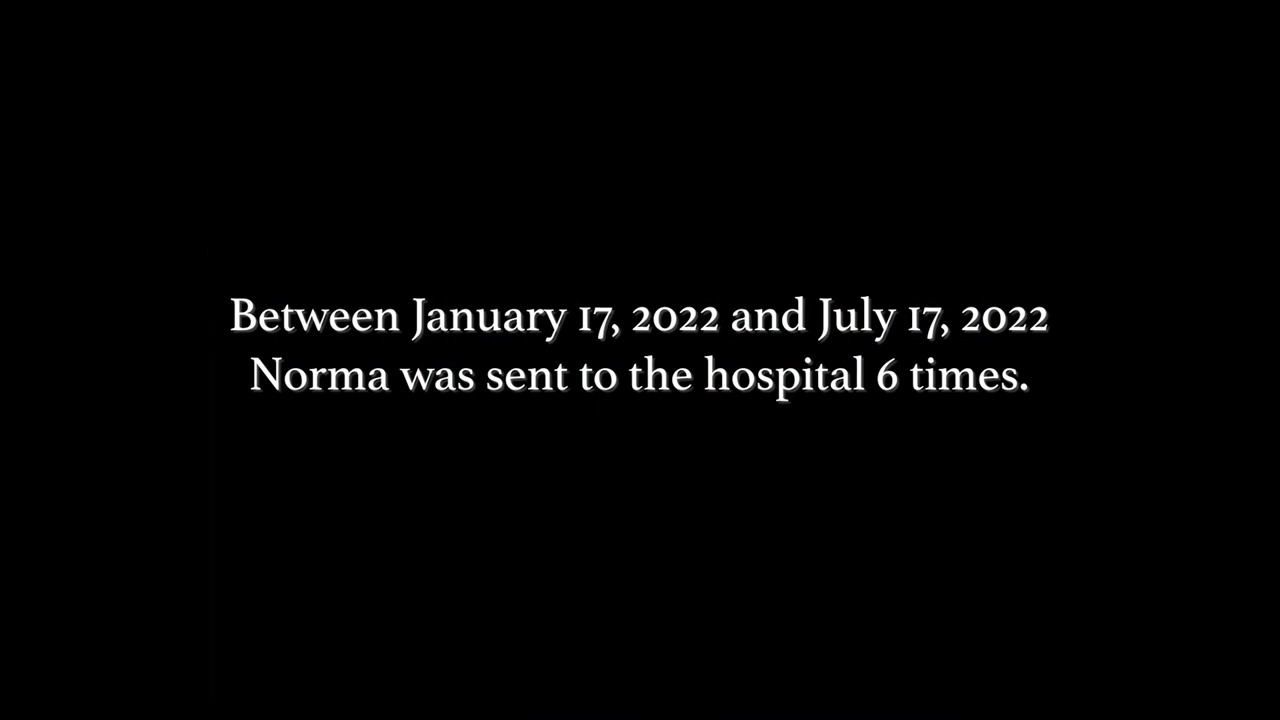 Between January 17, 2022 and July 17, 2022
Norma was sent to the hospital 6 times.